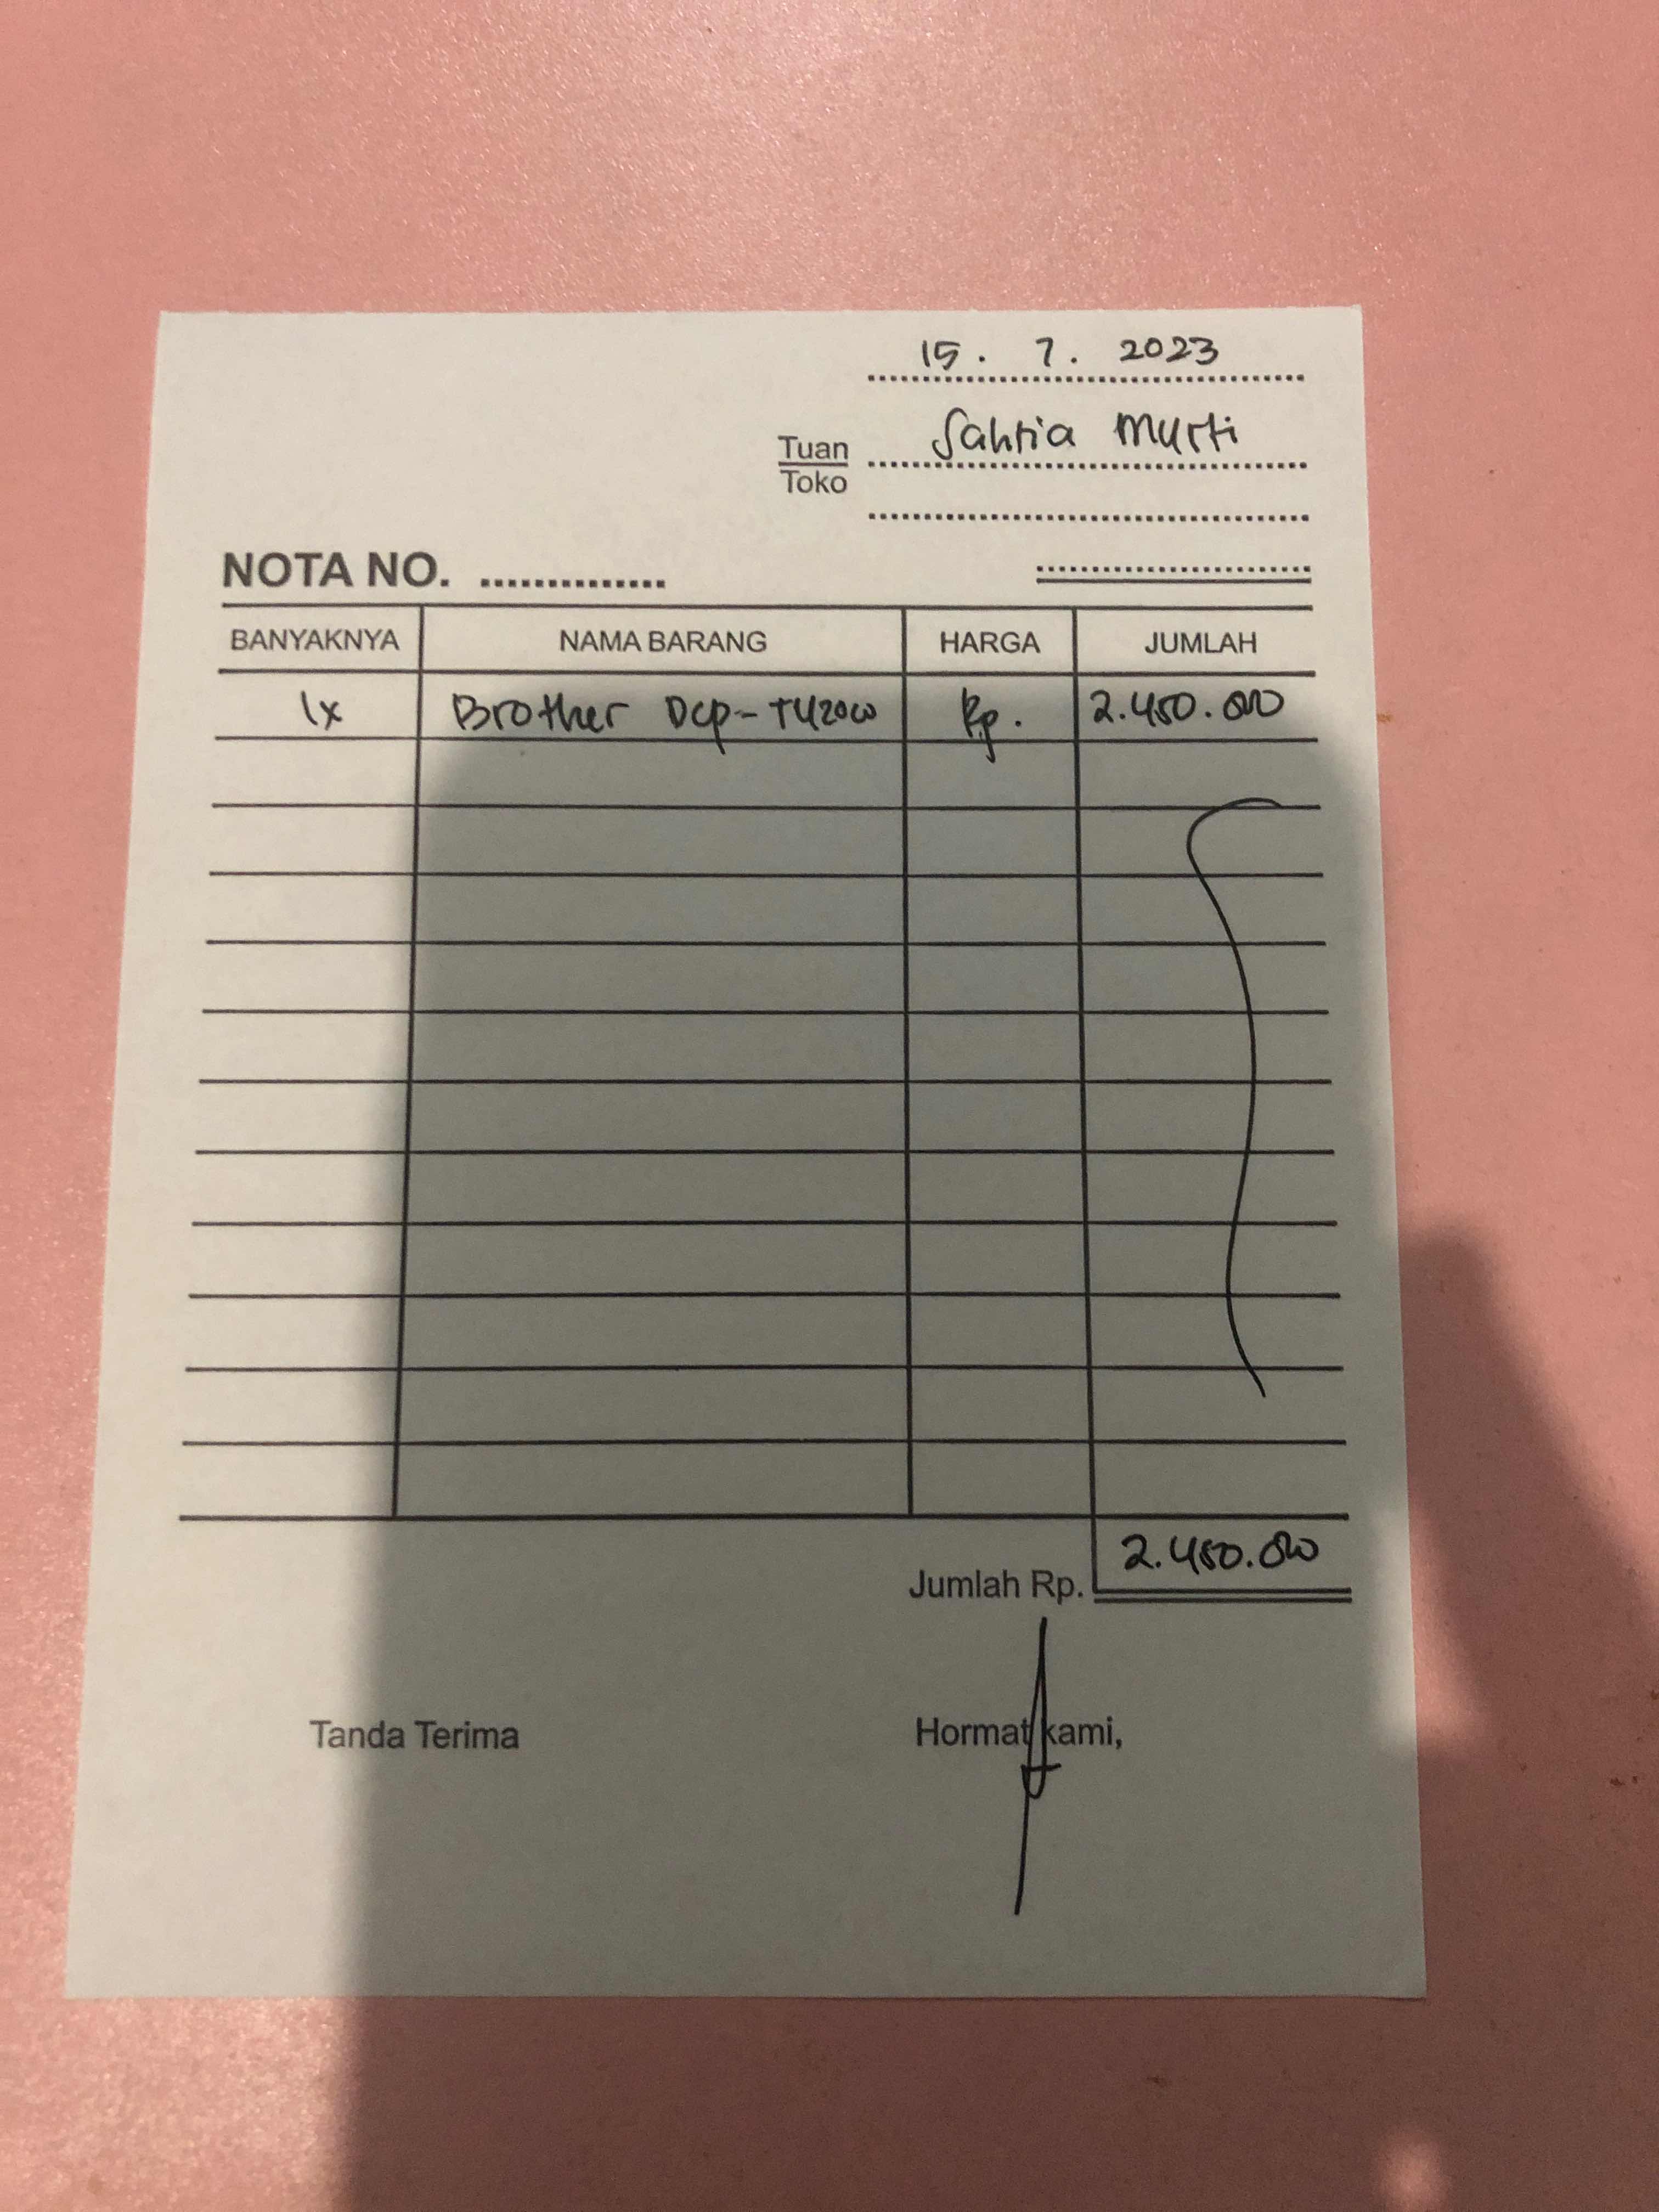 15. 7. 2023
Tuan Sahria Murti
Toko
NOTA NO. ..............
BANYAKNYA NAMA BARANG HARGA JUMLAH
1x Brother Dcp-T420W Rp. 2.450.000
Jumlah Rp. 2.450.000
Tanda Terima Hormat kami,